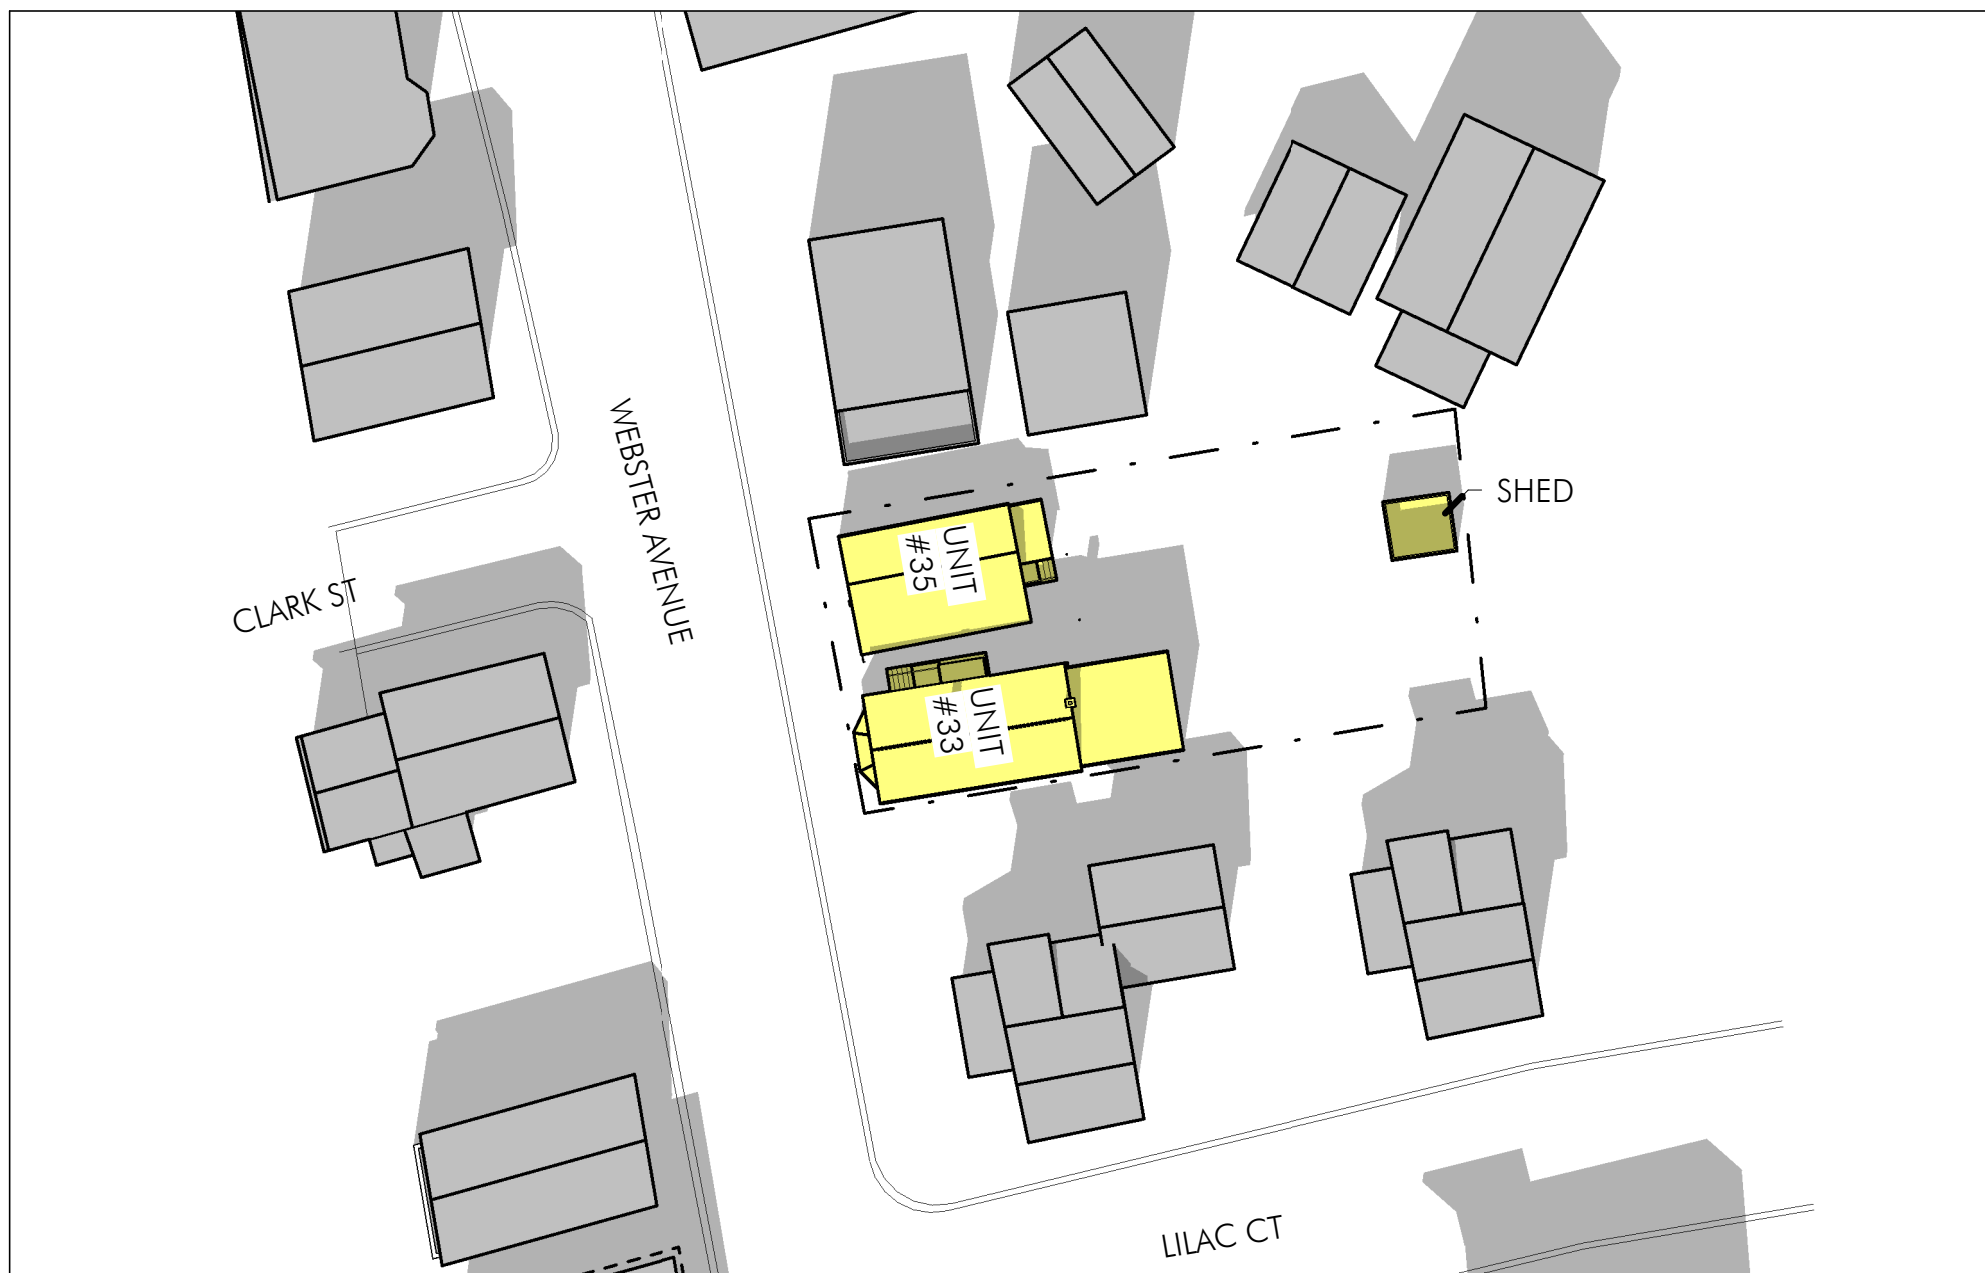 WEBSTER AVENUE
SHED
UNIT
#35
CLARK ST
UNIT
#33
LILAC CT